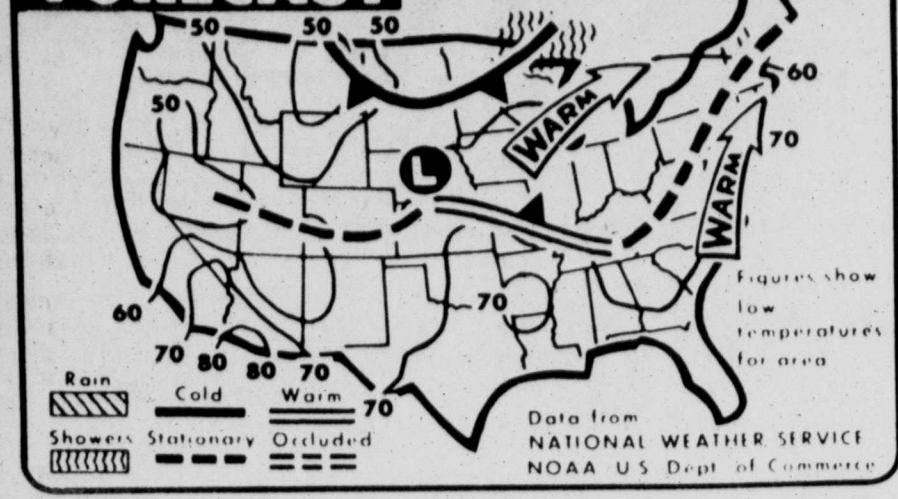 50 50 50
50
60
70
WARM
L
WARM
Figures show
low
temperatures
for area
70
60
70 80 80 70
70
Rain
Cold
Warm
Showers
Stationary
Occluded
Data from
NATIONAL WEATHER SERVICE
NOAA U S Dept of Commerce